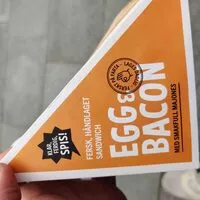 KLAR,
FERDIG,
SPIS!
FERSK, HÅNDLAGET
SANDWICH
EGG &
BACON
MED SMAKFULL MAJONES